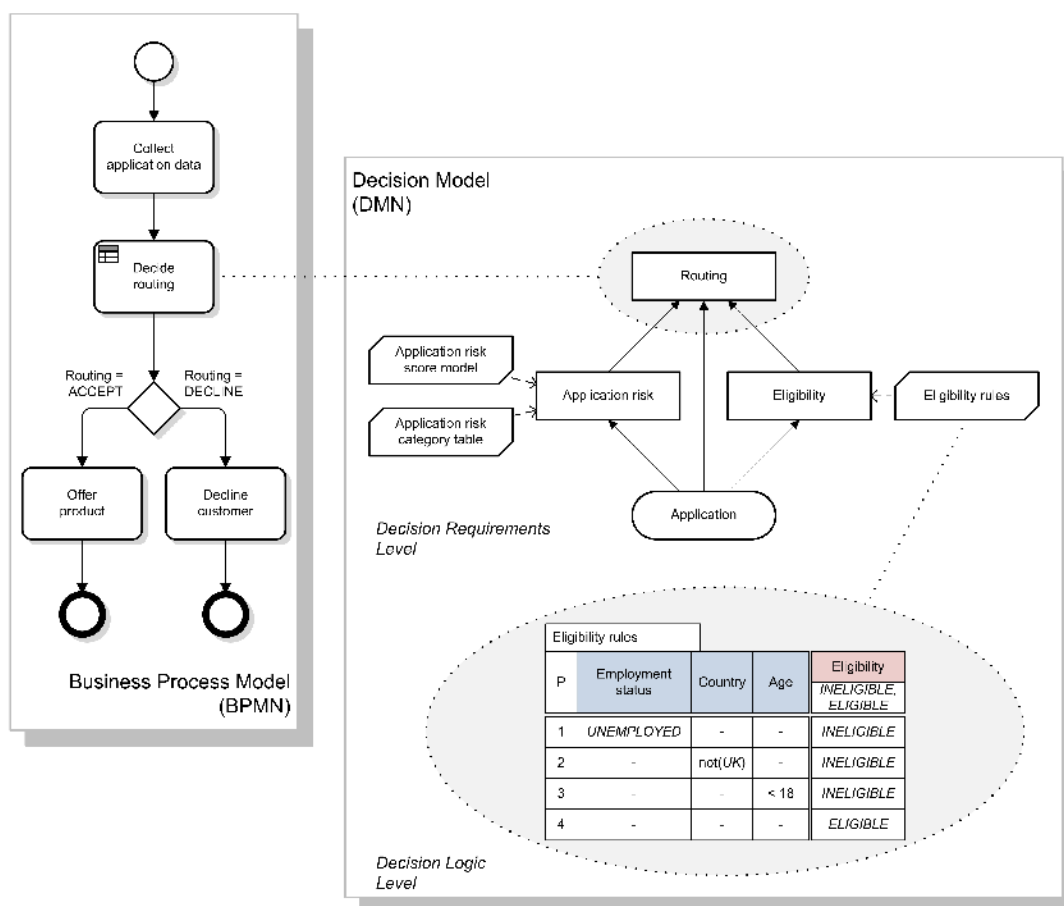 Collect
application data
Decide
routing
Routing =
ACCEPT
Routing =
DECLINE
Offer
product
Decline
customer
Business Process Model
(BPMN)
Decision Model
(DMN)
Routing
Application risk
score model
Application risk
category table
Application risk
Eligibility
Eligibility rules
Application
Decision Requirements
Level
Eligibility rules
P Employment status Country Age Eligibility
INELIGIBLE,
ELIGIBLE
1 UNEMPLOYED - - INELIGIBLE
2 - not(UK) - INELIGIBLE
3 - - < 18 INELIGIBLE
4 - - - ELIGIBLE
Decision Logic
Level